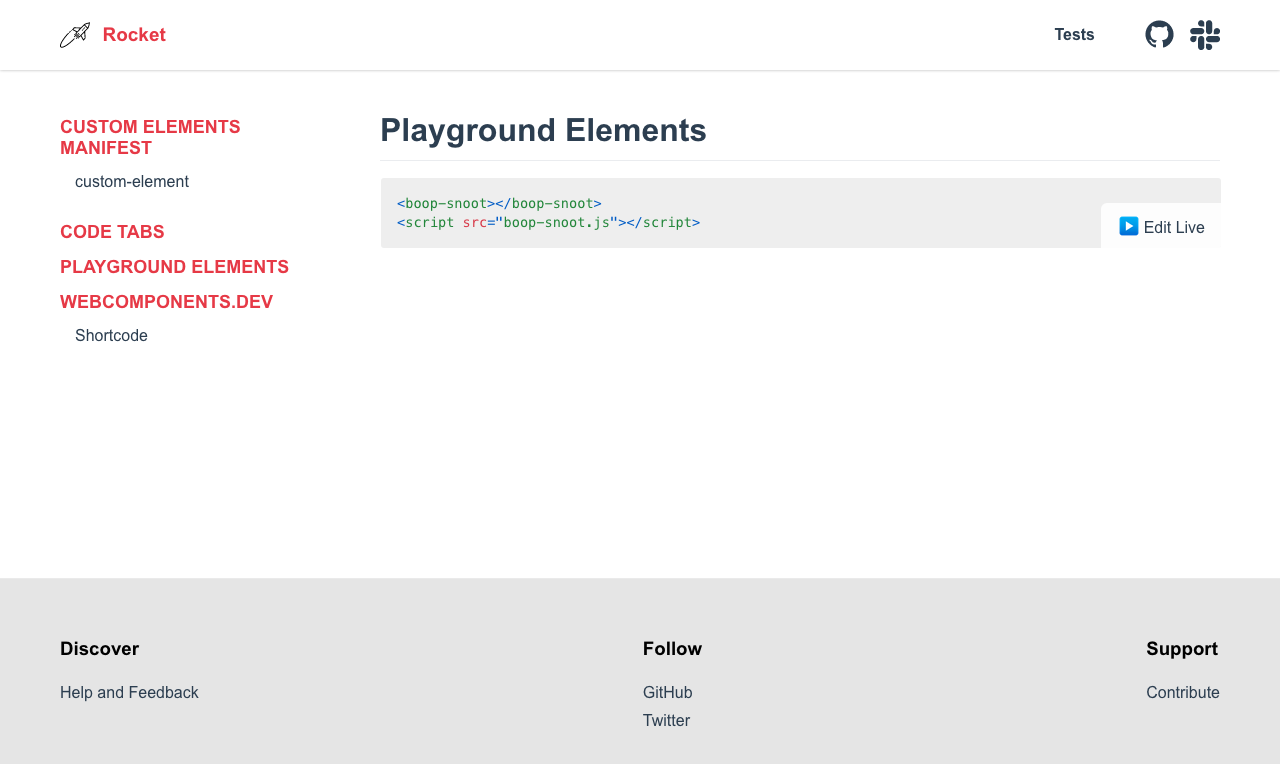 Rocket
Tests
CUSTOM ELEMENTS
MANIFEST
custom-element
CODE TABS
PLAYGROUND ELEMENTS
WEBCOMPONENTS.DEV
Shortcode
Playground Elements
<boop-snoot></boop-snoot>
<script src="boop-snoot.js"></script>
Edit Live
Discover
Help and Feedback
Follow
GitHub
Twitter
Support
Contribute